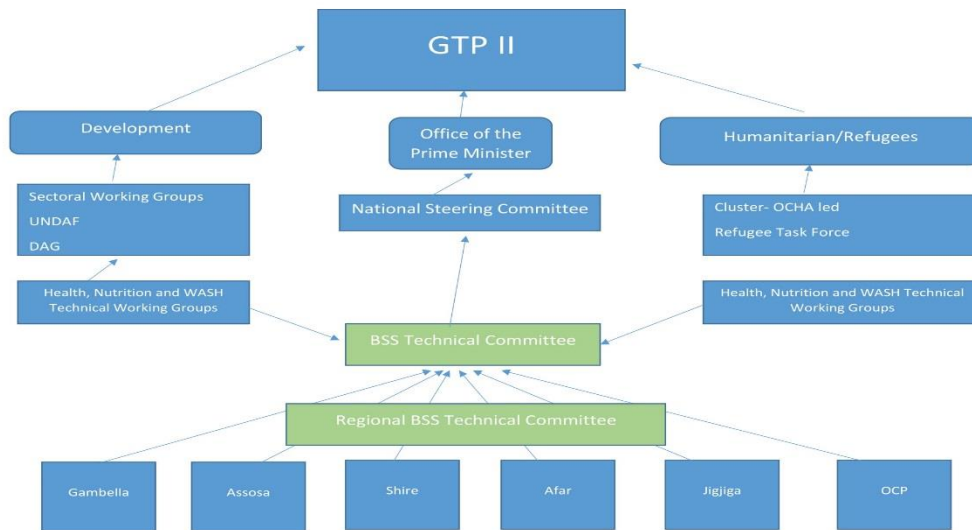 GTP II
Development
Office of the
Prime Minister
Humanitarian/Refugees
Sectoral Working Groups
UNDAF
DAG
National Steering Committee
Cluster- OCHA led
Refugee Task Force
Health, Nutrition and WASH
Technical Working Groups
Health, Nutrition and WASH Technical
Working Groups
BSS Technical Committee
Regional BSS Technical Committee
Gambella
Assosa
Shire
Afar
Jigjiga
OCP